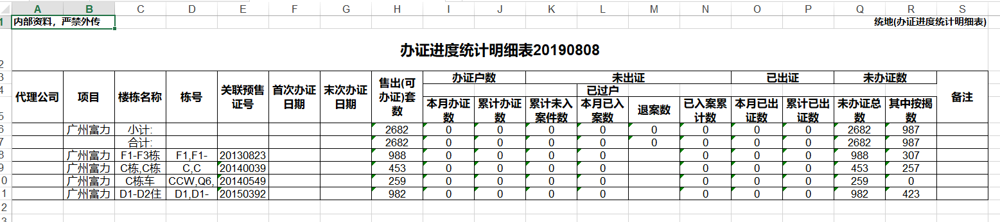 A B C D E F G H I J K L M N O P Q R S
1 内部资料，严禁外传 统地(办证进度统计明细表)
2 办证进度统计明细表20190808
3 办证户数 未出证 已出证 未办证数
4 代理公司 项目 楼栋名称 栋号 关联预售证号 首次办证日期 末次办证日期 售出(可办证)套数 已过户 备注
5 本月办证数 累计办证数 累计未入案件数 本月已入案数 退案数 已入案累计数 本月已出证数 累计已出证数 未办证总数 其中按揭数
6 广州富力 小计: 2682 0 0 0 0 0 0 0 0 2682 987
7 合计: 2682 0 0 0 0 0 0 0 0 2682 987
8 广州富力 F1-F3栋 F1,F1- 20130823 988 0 0 0 0 0 0 0 988 307
9 广州富力 C栋,C栋 C,C 20140039 453 0 0 0 0 0 0 0 453 257
0 广州富力 C栋车 CCW,Q6, 20140549 259 0 0 0 0 0 0 0 259 0
1 广州富力 D1-D2住 D1,D1- 20150392 982 0 0 0 0 0 0 0 982 423
2
3